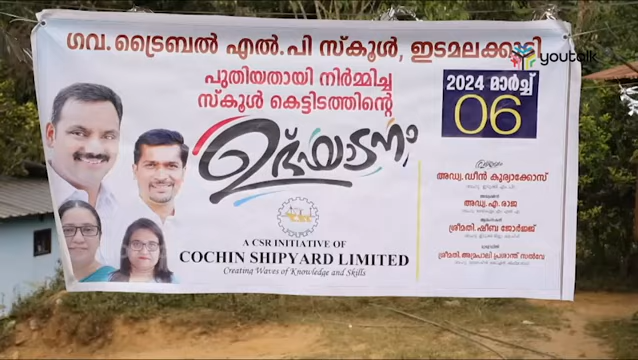 youtalk
ഗവ. ട്രൈബൽ എൽ.പി സ്കൂൾ, ഇടമലക്കുടി
പുതിയതായി നിർമ്മിച്ച
സ്കൂൾ കെട്ടിടത്തിന്റെ
ഉദ്ഘാടനം
2024 മാർച്ച്
06
അഡ്വ. ഡീൻ കുര്യാക്കോസ്
അഡ്വ. എ. രാജ
ശ്രീമതി. ഷീബ ജോർജ്ജ്
A CSR INITIATIVE OF
COCHIN SHIPYARD LIMITED
Creating Waves of Knowledge and Skills